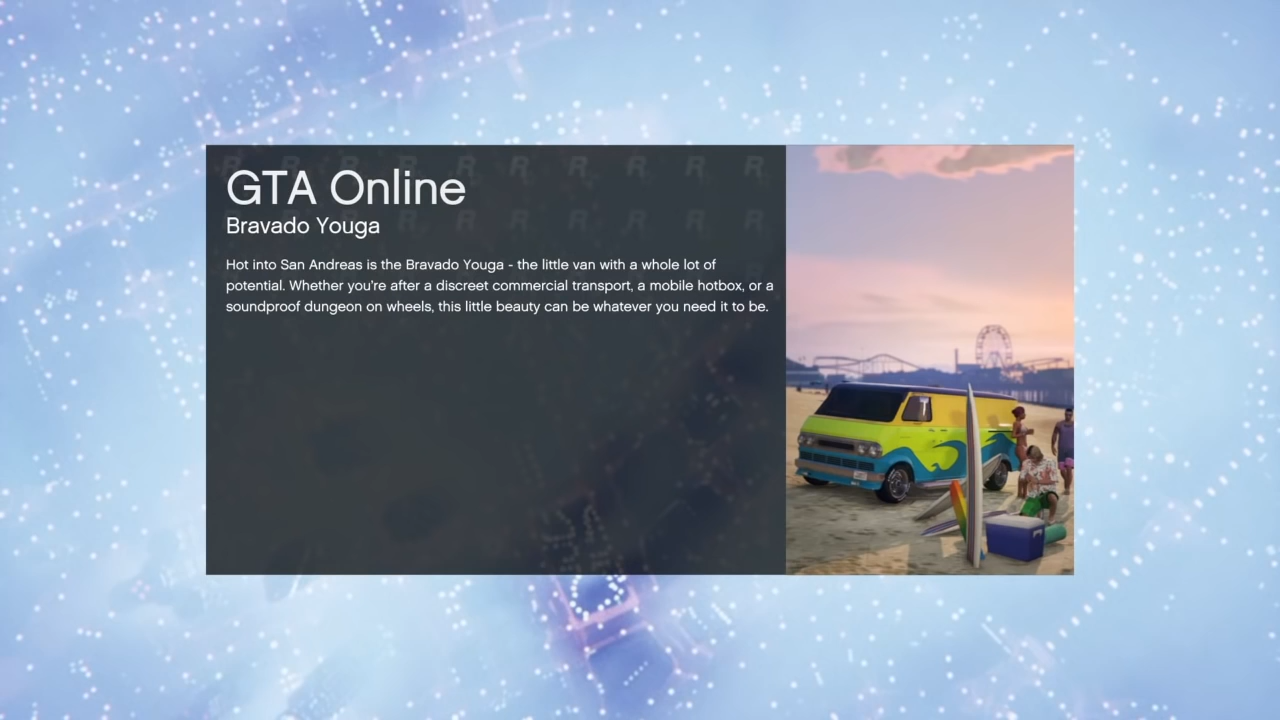 GTA Online
Bravado Youga
Hot into San Andreas is the Bravado Youga - the little van with a whole lot of
potential. Whether you're after a discreet commercial transport, a mobile hotbox, or a
soundproof dungeon on wheels, this little beauty can be whatever you need it to be.